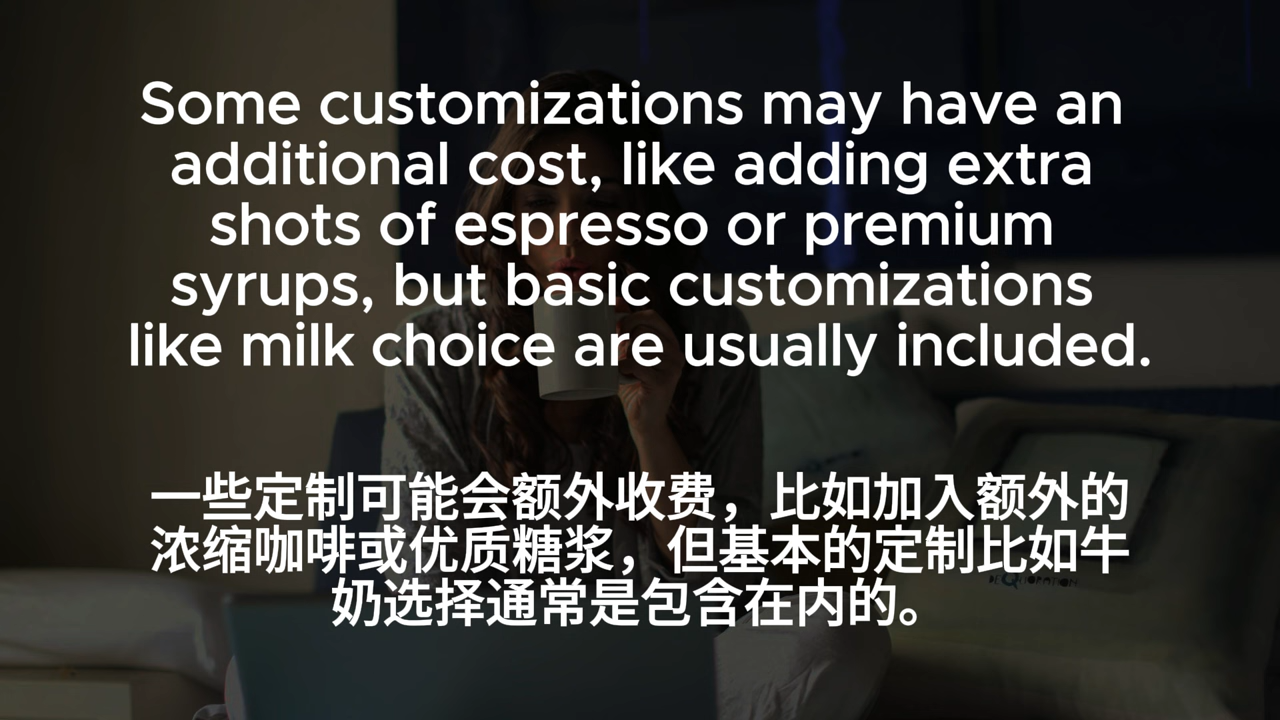 Some customizations may have an
additional cost, like adding extra
shots of espresso or premium
syrups, but basic customizations
like milk choice are usually included.
一些定制可能会额外收费，比如加入额外的
浓缩咖啡或优质糖浆，但基本的定制比如牛
奶选择通常是包含在内的。